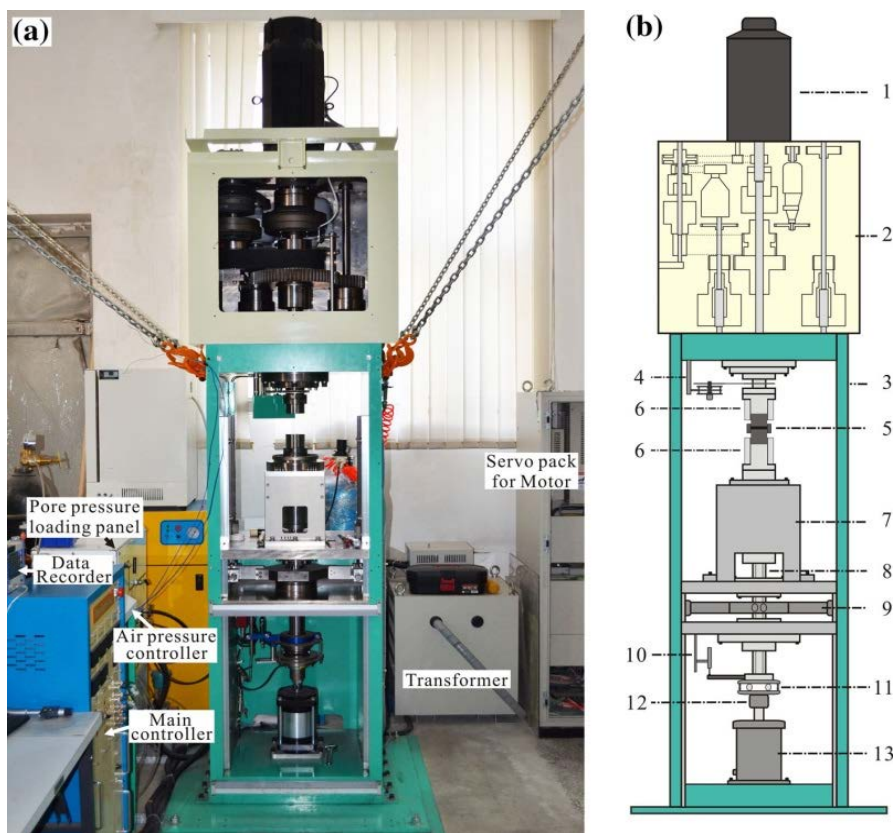 (a)
Servo pack
for Motor
Pore pressure
loading panel
Data
Recorder
Air pressure
controller
Main
controller
Transformer
(b)
1
2
3
4
5
6
6
7
8
9
10
11
12
13